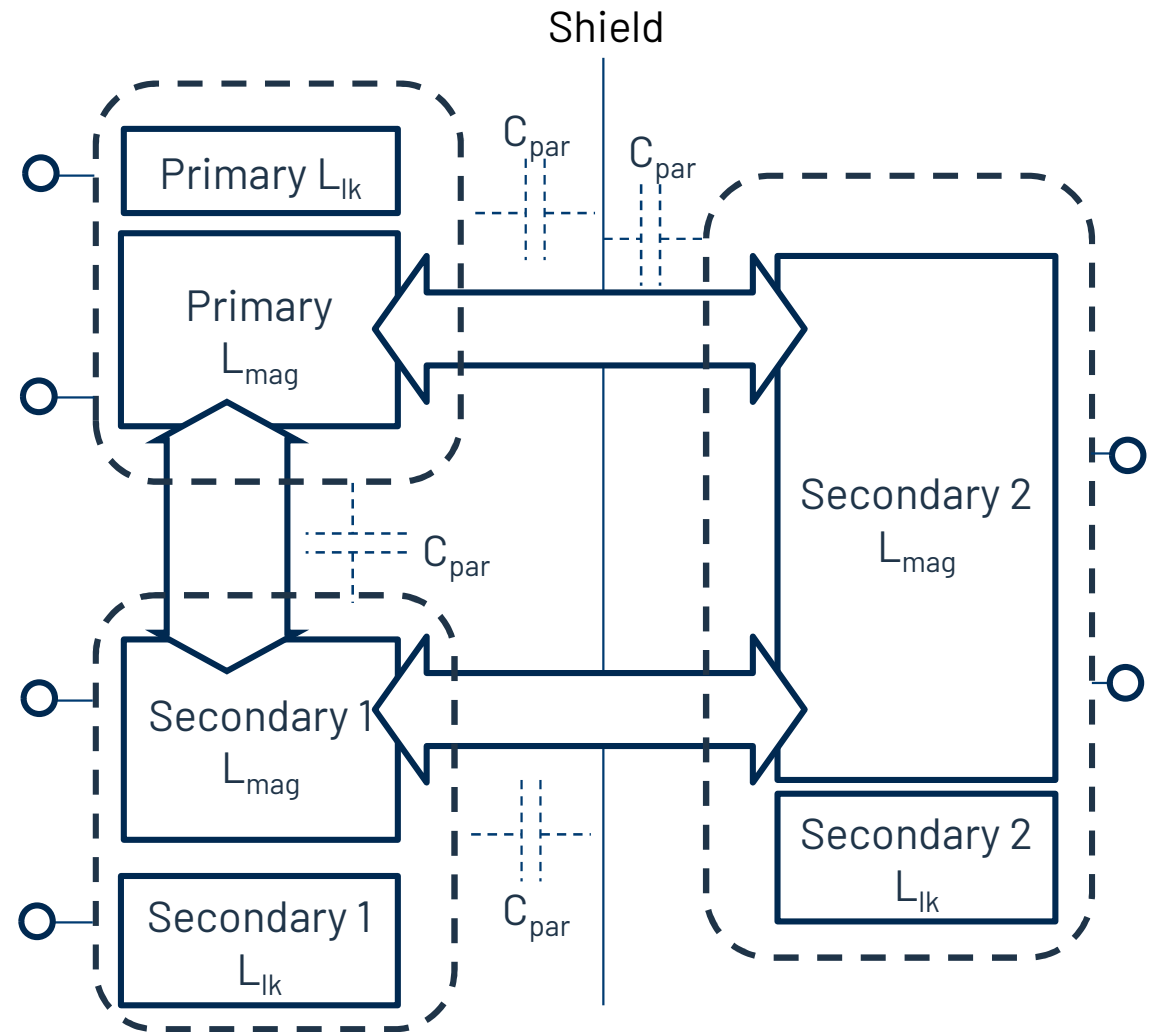 Shield
C_par
C_par
Primary L_lk
Primary
L_mag
C_par
Secondary 2
L_mag
Secondary 1
L_mag
Secondary 2
L_lk
C_par
Secondary 1
L_lk